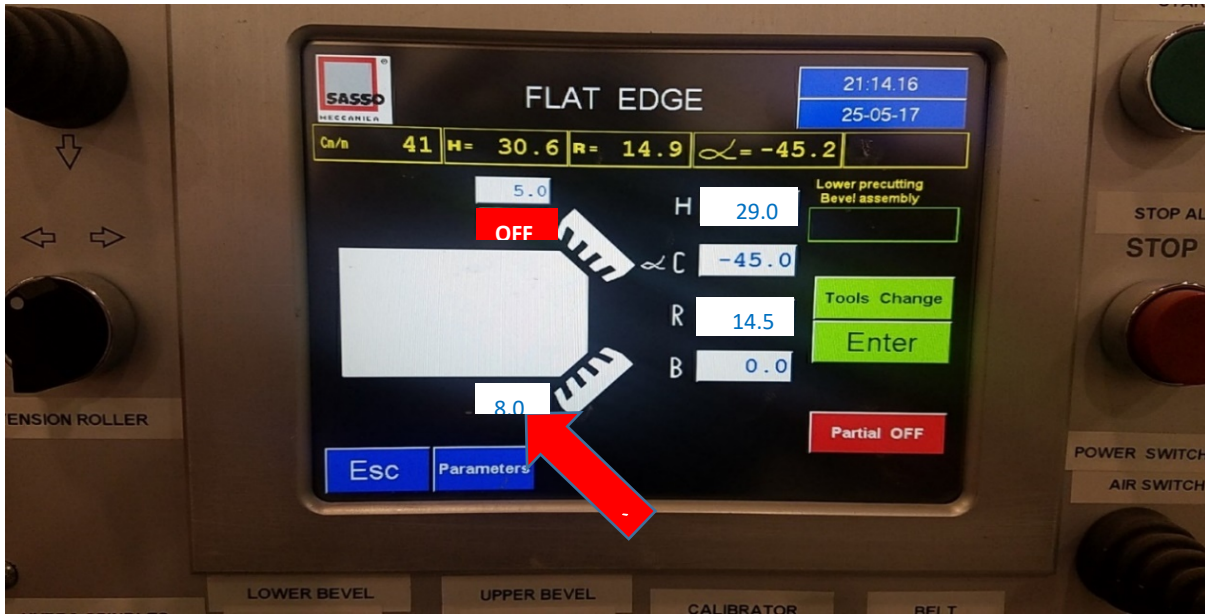 START
SASSO
MECCANICA
FLAT EDGE
21:14.16
25-05-17
Cm/m 41 H= 30.6 R= 14.9 ∝= -45.2
5.0
OFF
H 29.0
Lower precutting
Bevel assembly
∝C -45.0
R 14.5
B 0.0
Tools Change
Enter
8.0
Partial OFF
Esc
Parameters
TENSION ROLLER
STOP AL
STOP
POWER SWITCH
AIR SWITCH
LOWER BEVEL
UPPER BEVEL
CALIBRATOR
BELT